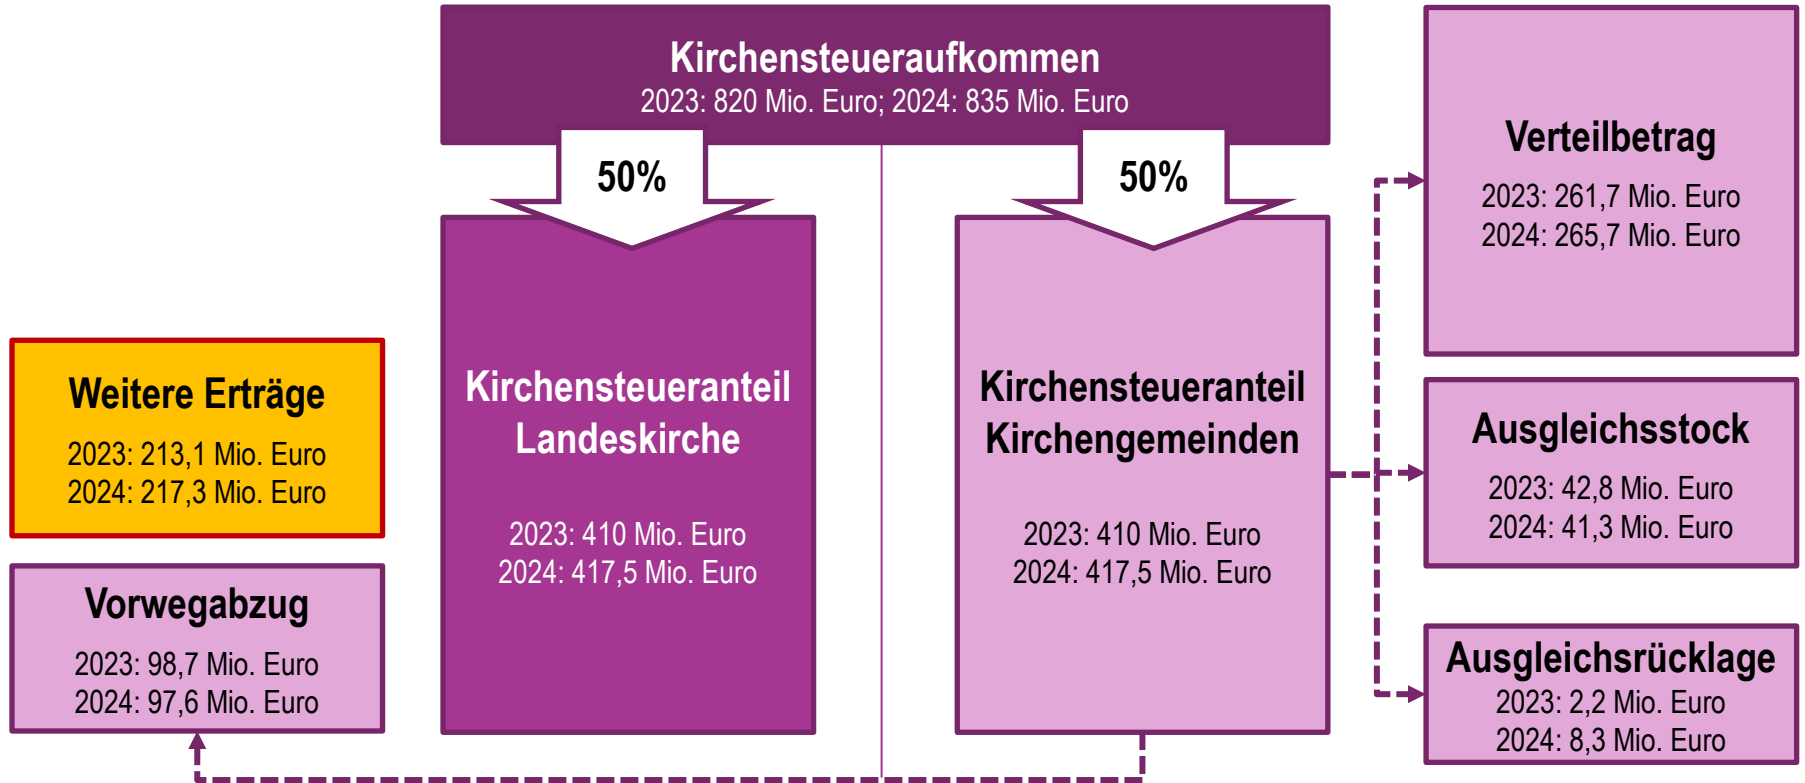 Kirchensteueraufkommen
2023: 820 Mio. Euro; 2024: 835 Mio. Euro
50%
50%
Weitere Erträge
2023: 213,1 Mio. Euro
2024: 217,3 Mio. Euro
Vorwegabzug
2023: 98,7 Mio. Euro
2024: 97,6 Mio. Euro
Kirchensteueranteil
Landeskirche
2023: 410 Mio. Euro
2024: 417,5 Mio. Euro
Kirchensteueranteil
Kirchengemeinden
2023: 410 Mio. Euro
2024: 417,5 Mio. Euro
Verteilbetrag
2023: 261,7 Mio. Euro
2024: 265,7 Mio. Euro
Ausgleichsstock
2023: 42,8 Mio. Euro
2024: 41,3 Mio. Euro
Ausgleichsrücklage
2023: 2,2 Mio. Euro
2024: 8,3 Mio. Euro